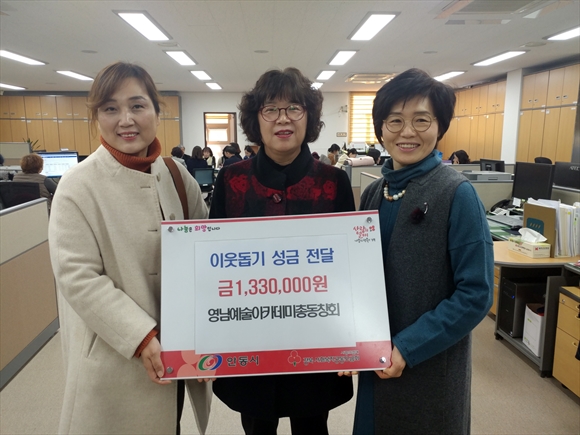 나눔은 희망입니다
이웃돕기 성금 전달
금1,330,000원
영남예술아카데미총동창회
안동시